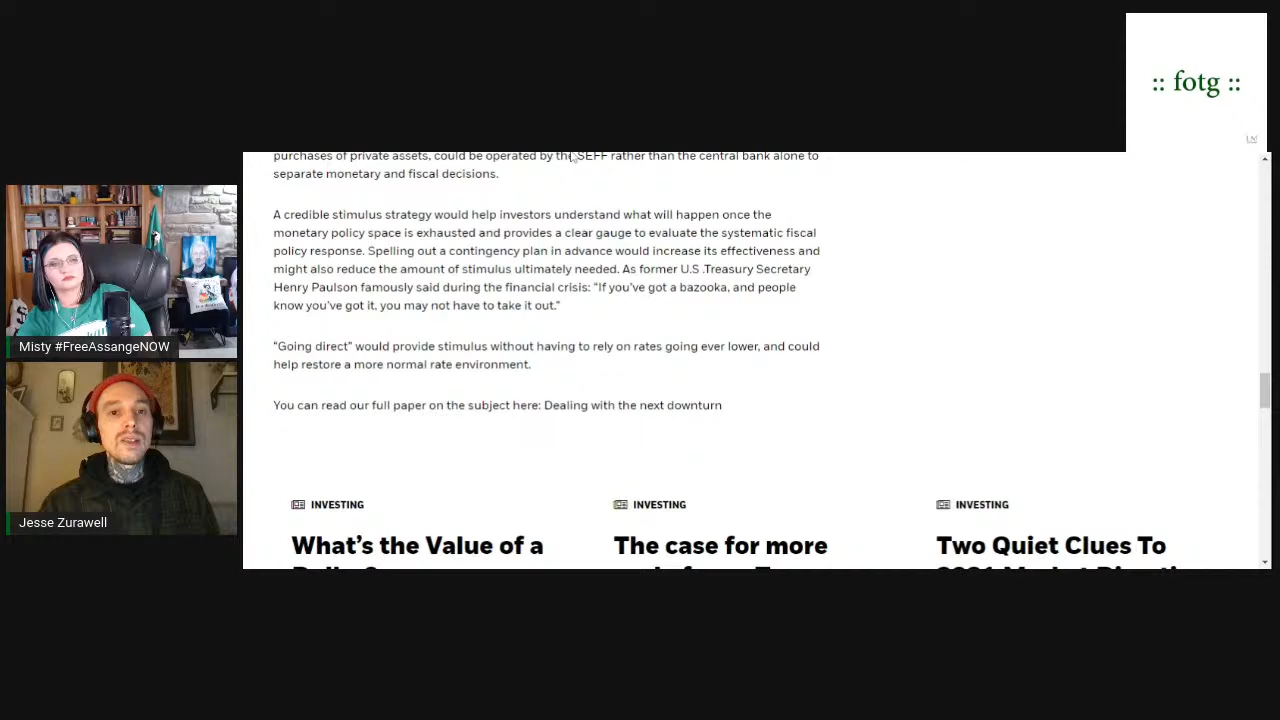 :: fotg ::
purchases of private assets, could be operated by the SEFF rather than the central bank alone to
separate monetary and fiscal decisions.
A credible stimulus strategy would help investors understand what will happen once the
monetary policy space is exhausted and provides a clear gauge to evaluate the systematic fiscal
policy response. Spelling out a contingency plan in advance would increase its effectiveness and
might also reduce the amount of stimulus ultimately needed. As former U.S .Treasury Secretary
Henry Paulson famously said during the financial crisis: “If you’ve got a bazooka, and people
know you’ve got it, you may not have to take it out.”
“Going direct” would provide stimulus without having to rely on rates going ever lower, and could
help restore a more normal rate environment.
You can read our full paper on the subject here: Dealing with the next downturn
INVESTING
What’s the Value of a
INVESTING
The case for more
INVESTING
Two Quiet Clues To
Misty #FreeAssangeNOW
Jesse Zurawell